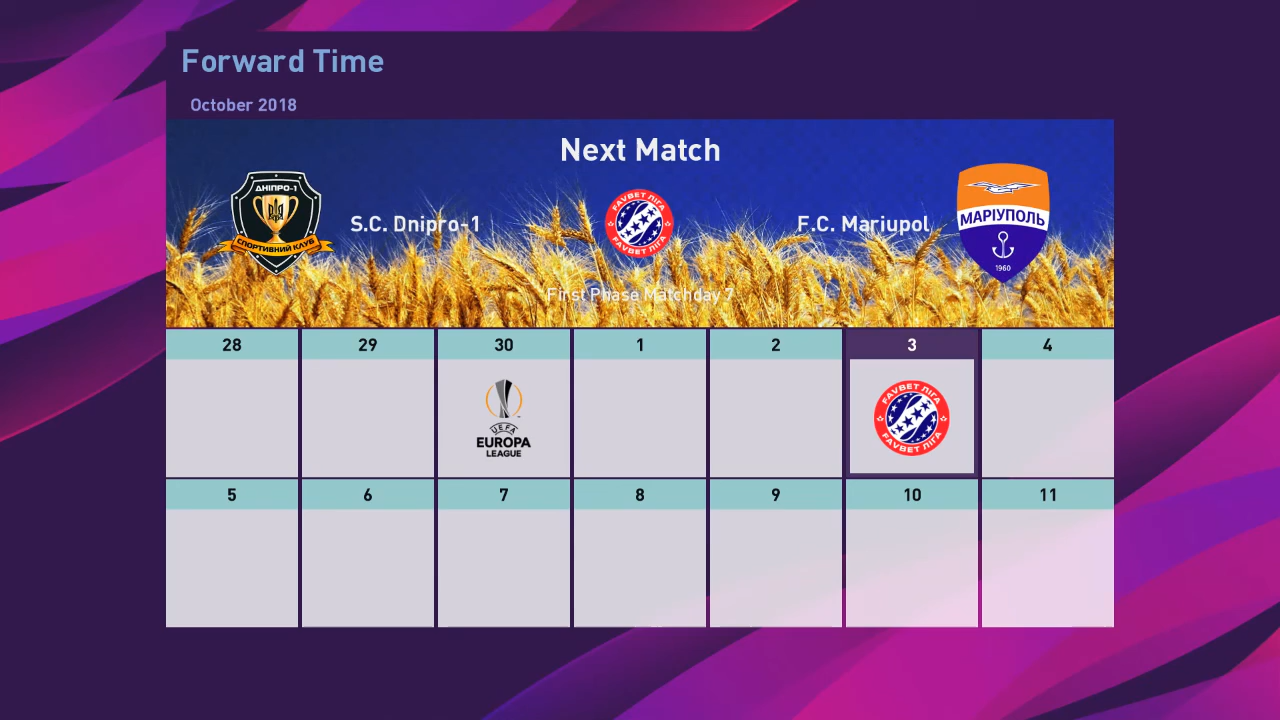 Forward Time
October 2018
Next Match
ДНІПРО-1
СПОРТИВНИЙ КЛУБ
S.C. Dnipro-1
FAVBET ЛІГА
FAVBET ЛІГА
F.C. Mariupol
МАРІУПОЛЬ
1960
First Phase Matchday 7
28 29 30 1 2 3 4
UEFA
EUROPA
LEAGUE
FAVBET ЛІГА
FAVBET ЛІГА
5 6 7 8 9 10 11